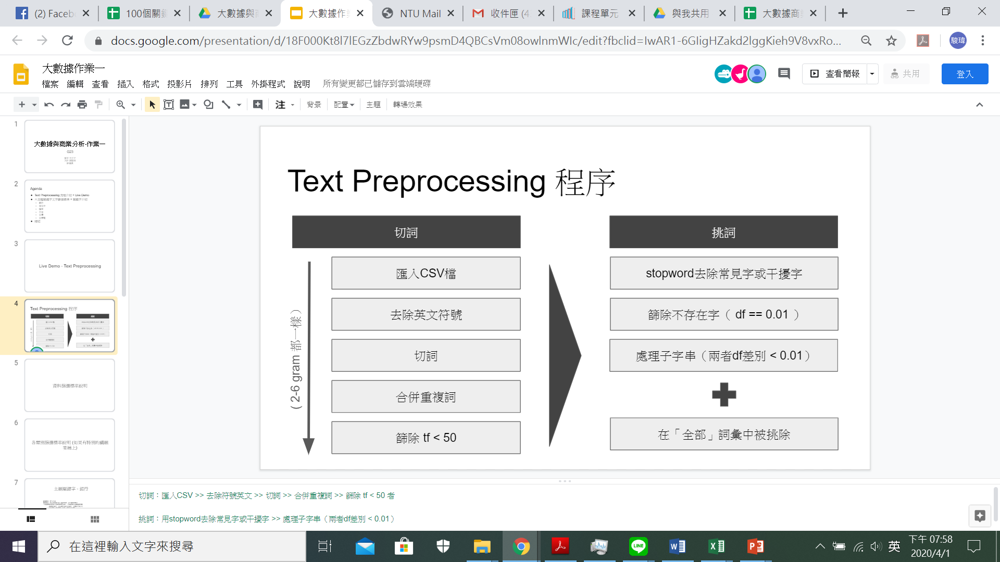 (2) Faceb
100個關鍵
大數據與商
大數據作業
NTU Mail
收件匣 (4
課程單元
與我共用
大數據商業
docs.google.com/presentation/d/18F000Kt8l7lEGzZbdwRYw9psmD4QBCsVm08owlnmWIc/edit?fbclid=IwAR1-6GIigHZakd2lggKieh9V8vxRo...
駿瑋
大數據作業一
檔案 編輯 查看 插入 格式 投影片 排列 工具 外掛程式 說明 所有變更都已儲存到雲端硬碟
查看簡報
共用
登入
注
背景 配置 主題 轉場效果
1
大數據與商業分析-作業一
G23
2
Agenda
Text Preprocessing 流程介紹 + Live Demo
總結
3
Live Demo - Text Preprocessing
4
Text Preprocessing 程序
5
資料篩選標準說明
6
各類別篩選標準說明 (如果有特別的議題
要補上)
7
主題關鍵字 - 銀行
Text Preprocessing 程序
切詞
匯入CSV檔
去除英文符號
切詞
合併重複詞
篩除 tf < 50
( 2-6 gram 都一樣 )
挑詞
stopword去除常見字或干擾字
篩除不存在字（ df == 0.01 ）
處理子字串（兩者df差別 < 0.01）
在「全部」詞彙中被挑除
切詞：匯入CSV >> 去除符號英文 >> 切詞 >> 合併重複詞 >> 篩除 tf < 50 者
挑詞：用stopword去除常見字或干擾字 >> 處理子字串（兩者df差別 < 0.01）
在這裡輸入文字來搜尋
LINE
英
下午 07:58
2020/4/1